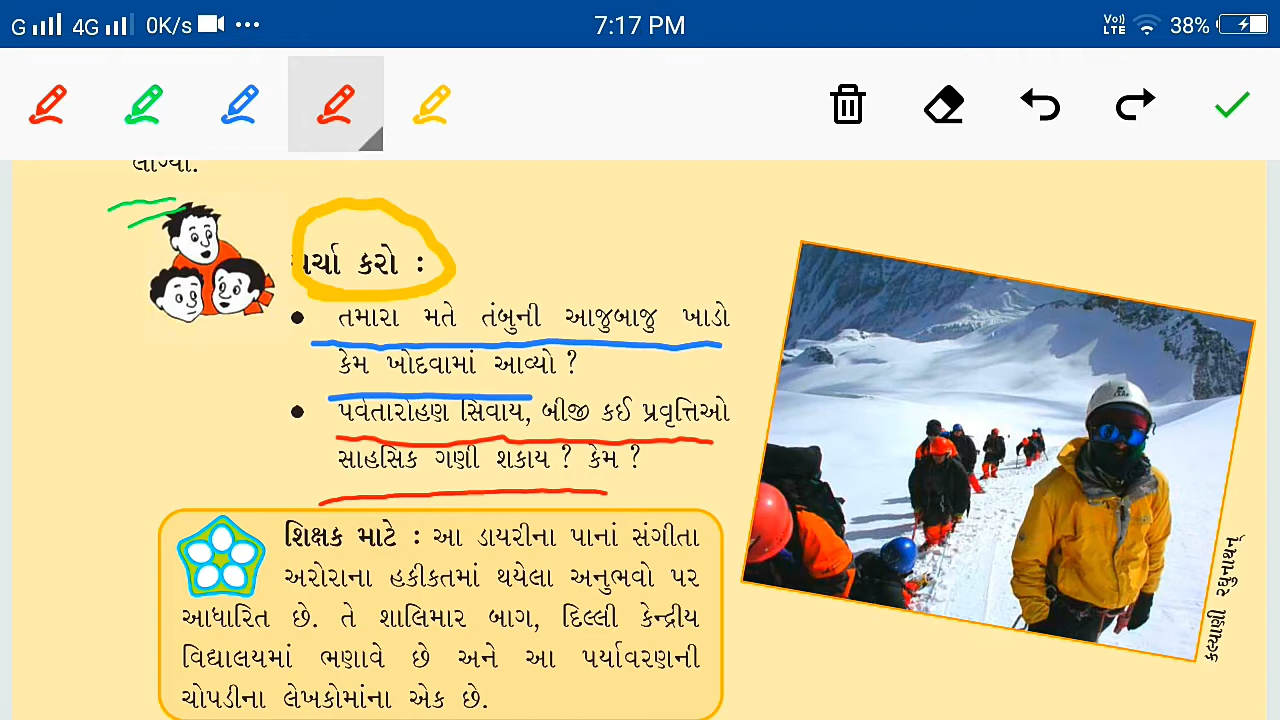 G 4G 0K/s ••• 7:17 PM Vo)) LTE 38%
લાગ્યા.
ચર્ચા કરો :
• તમારા મતે તંબુની આજુબાજુ ખાડો
કેમ ખોદવામાં આવ્યો ?
• પર્વતારોહણ સિવાય, બીજી કઈ પ્રવૃત્તિઓ
સાહસિક ગણી શકાય ? કેમ ?
શિક્ષક માટે : આ ડાયરીના પાનાં સંગીતા
અરોરાના હકીકતમાં થયેલા અનુભવો પર
આધારિત છે. તે શાલિમાર બાગ, દિલ્લી કેન્દ્રીય
વિદ્યાલયમાં ભણાવે છે અને આ પર્યાવરણની
ચોપડીના લેખકોમાંના એક છે.
કલ્યાણી રઘુનાથન્